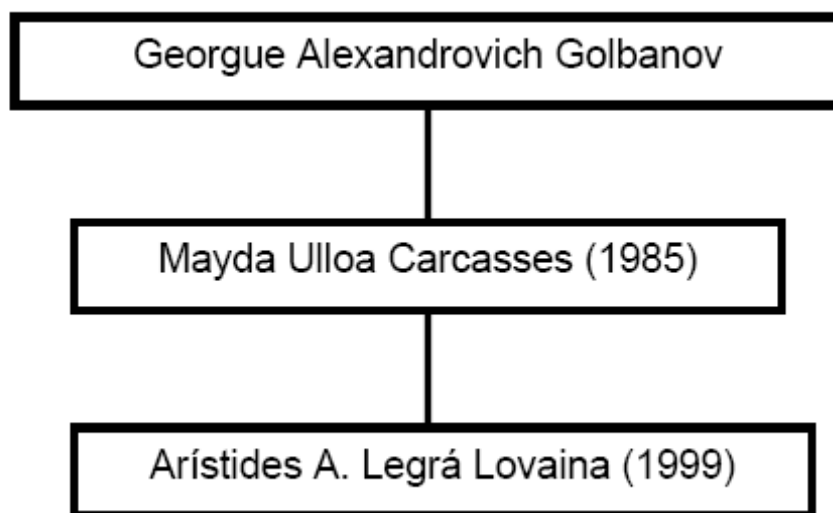 Georgue Alexandrovich Golbanov
Mayda Ulloa Carcasses (1985)
Arístides A. Legrá Lovaina (1999)